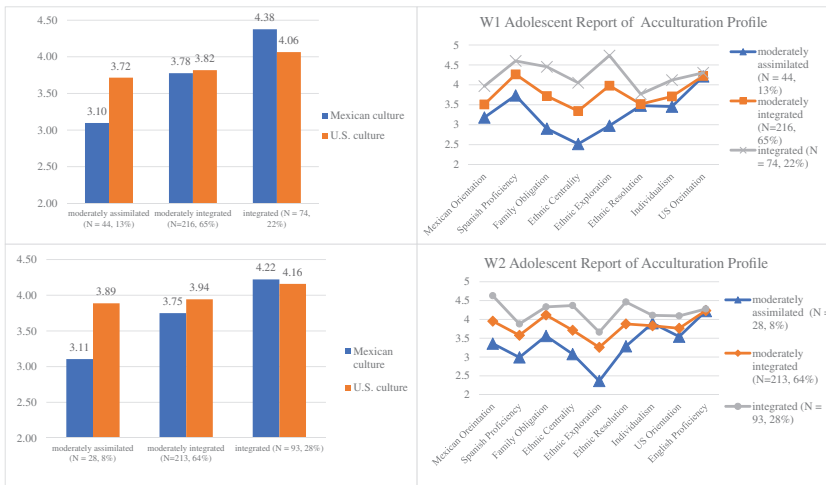 4.50
4.00
3.50
3.00
2.50
2.00
3.10
3.72
3.78
3.82
4.38
4.06
moderately assimilated
(N = 44, 13%)
moderately integrated
(N=216, 65%)
integrated (N = 74,
22%)
Mexican culture
U.S. culture
W1 Adolescent Report of Acculturation Profile
5
4.5
4
3.5
3
2.5
2
Mexican Orientation
Spanish Proficiency
Family Obligation
Ethnic Centrality
Ethnic Exploration
Ethnic Resolution
Individualism
US Oreintation
moderately
assimilated
(N = 44,
13%)
moderately
integrated
(N=216,
65%)
integrated (N
= 74, 22%)
4.50
4.00
3.50
3.00
2.50
2.00
3.11
3.89
3.75
3.94
4.22
4.16
moderately assimilated
(N = 28, 8%)
moderately integrated
(N=213, 64%)
integrated (N = 93, 28%)
Mexican
culture
U.S. culture
W2 Adolescent Report of Acculturation Profile
5
4.5
4
3.5
3
2.5
2
Mexican Oreintation
Spanish Proficiency
Family Obligation
Ethnic Centrality
Ethnic Exploration
Ethnic Resolution
Individualism
US Orientation
English Proficiency
moderately
assimilated (N =
28, 8%)
moderately
integrated
(N=213, 64%)
integrated (N =
93, 28%)